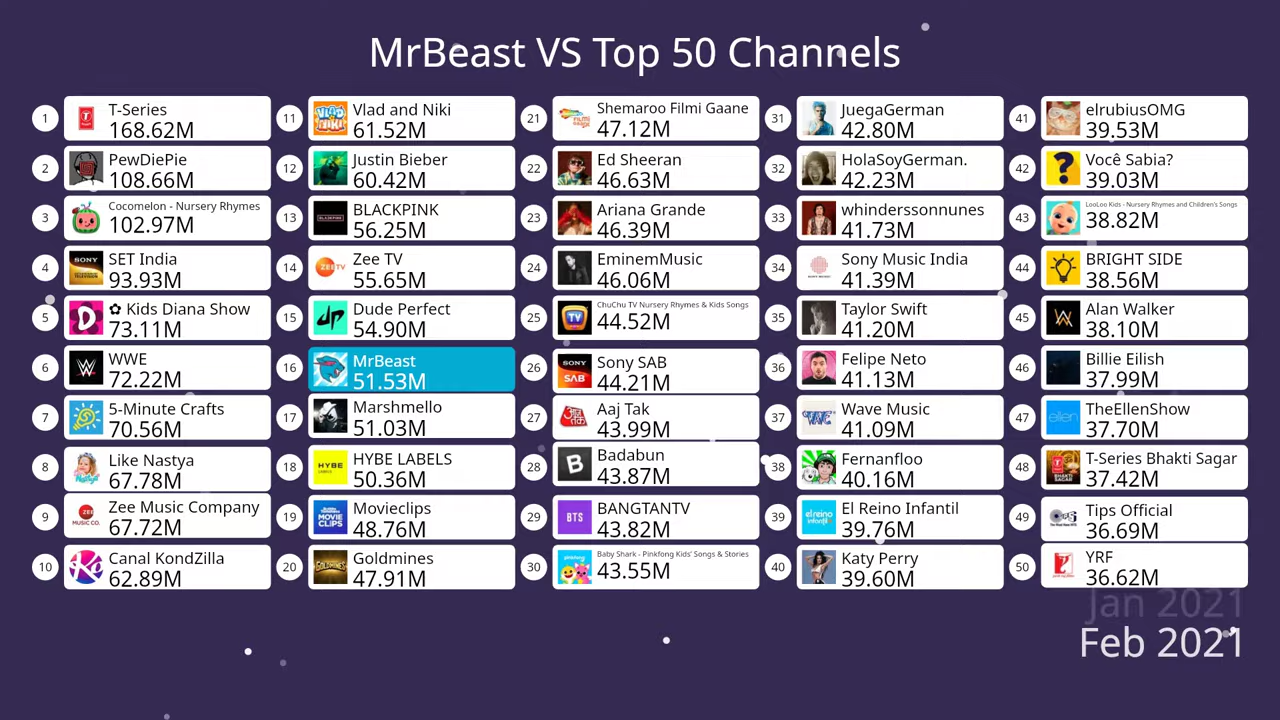 MrBeast VS Top 50 Channels
1
T-Series
168.62M
2
PewDiePie
108.66M
3
Cocomelon - Nursery Rhymes
102.97M
4
SET India
93.93M
5
✿ Kids Diana Show
73.11M
6
WWE
72.22M
7
5-Minute Crafts
70.56M
8
Like Nastya
67.78M
9
Zee Music Company
67.72M
10
Canal KondZilla
62.89M
11
Vlad and Niki
61.52M
12
Justin Bieber
60.42M
13
BLACKPINK
56.25M
14
Zee TV
55.65M
15
Dude Perfect
54.90M
16
MrBeast
51.53M
17
Marshmello
51.03M
18
HYBE LABELS
50.36M
19
Movieclips
48.76M
20
Goldmines
47.91M
21
Shemaroo Filmi Gaane
47.12M
22
Ed Sheeran
46.63M
23
Ariana Grande
46.39M
24
EminemMusic
46.06M
25
ChuChu TV Nursery Rhymes & Kids Songs
44.52M
26
Sony SAB
44.21M
27
Aaj Tak
43.99M
28
Badabun
43.87M
29
BANGTANTV
43.82M
30
Baby Shark - Pinkfong Kids' Songs & Stories
43.55M
31
JuegaGerman
42.80M
32
HolaSoyGerman.
42.23M
33
whinderssonnunes
41.73M
34
Sony Music India
41.39M
35
Taylor Swift
41.20M
36
Felipe Neto
41.13M
37
Wave Music
41.09M
38
Fernanfloo
40.16M
39
El Reino Infantil
39.76M
40
Katy Perry
39.60M
41
elrubiusOMG
39.53M
42
Você Sabia?
39.03M
43
LooLoo Kids - Nursery Rhymes and Children's Songs
38.82M
44
BRIGHT SIDE
38.56M
45
Alan Walker
38.10M
46
Billie Eilish
37.99M
47
TheEllenShow
37.70M
48
T-Series Bhakti Sagar
37.42M
49
Tips Official
36.69M
50
YRF
36.62M
Jan 2021
Feb 2021